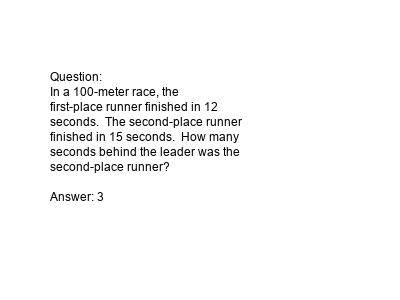 Question:
In a 100-meter race, the
first-place runner finished in 12
seconds.  The second-place runner
finished in 15 seconds.  How many
seconds behind the leader was the
second-place runner?

Answer: 3